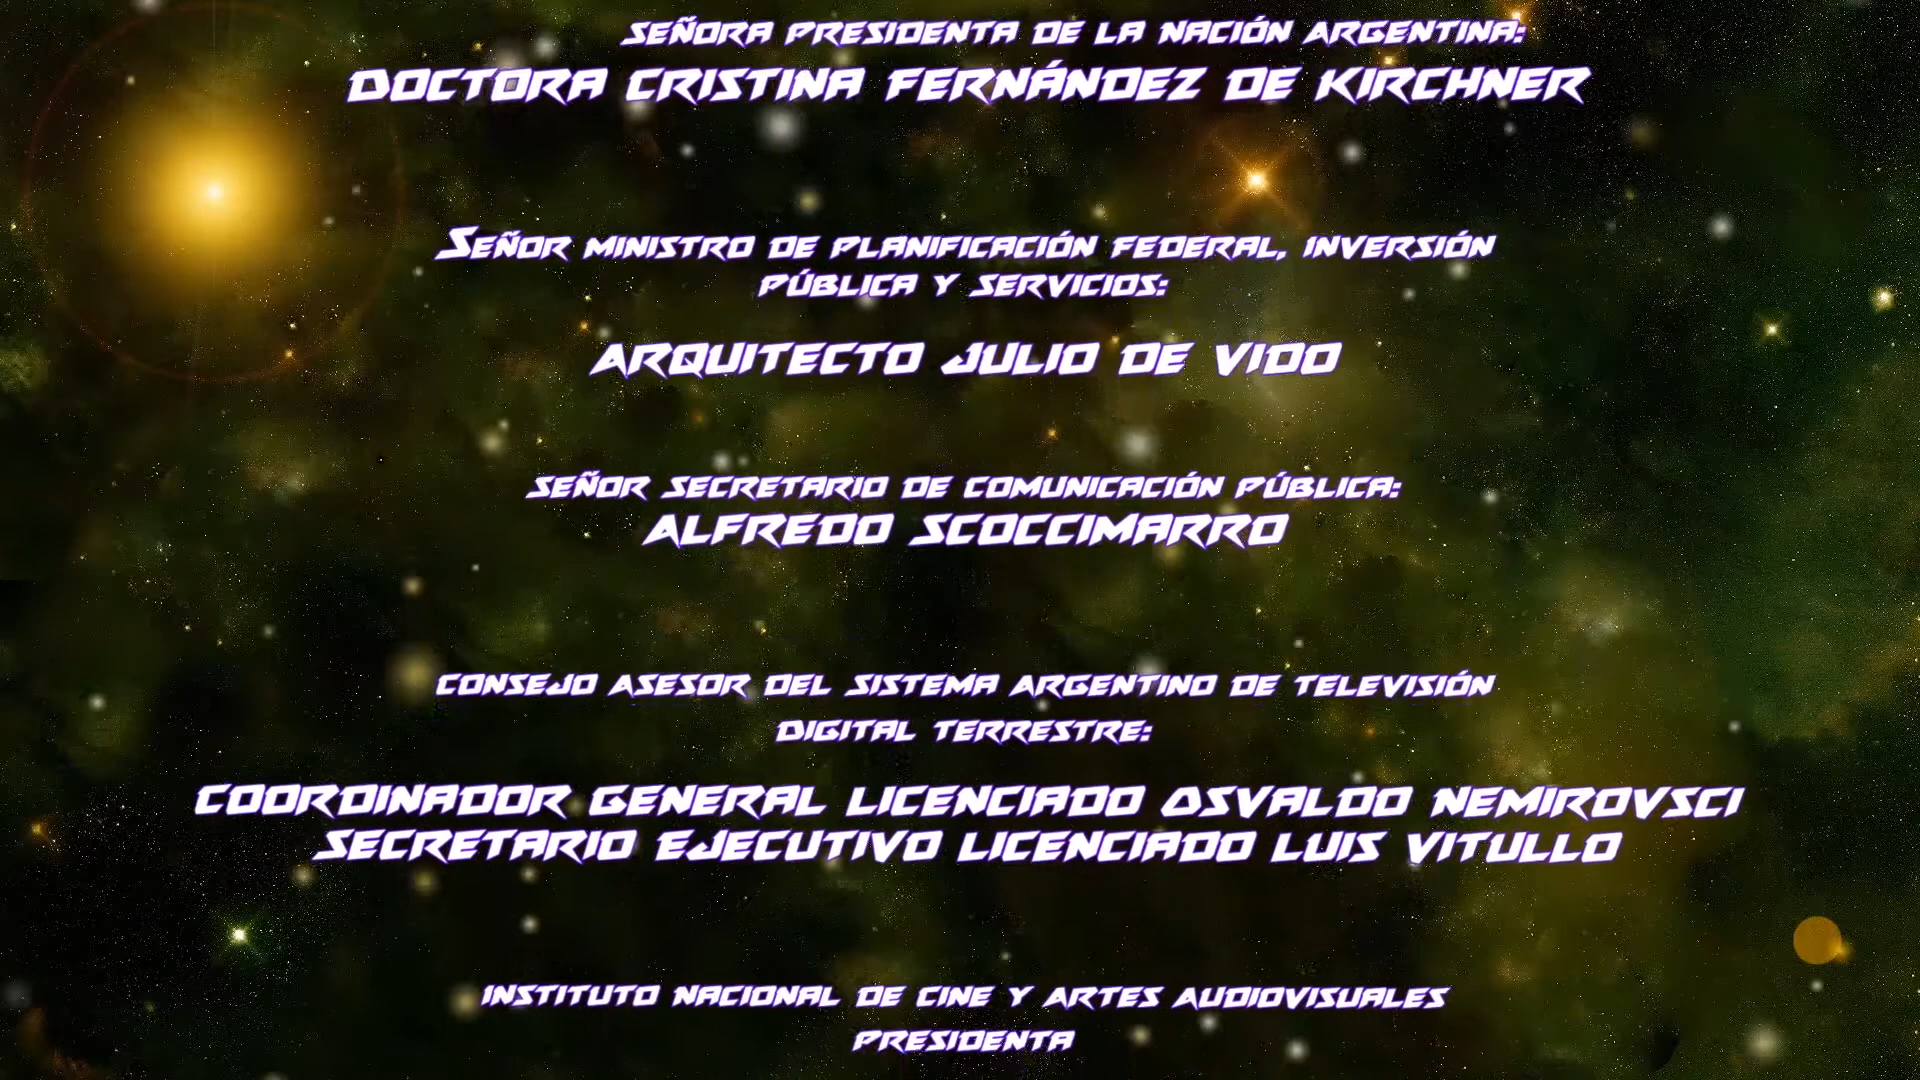 SEÑORA PRESIDENTA DE LA NACIÓN ARGENTINA:
DOCTORA CRISTINA FERNÁNDEZ DE KIRCHNER
SEÑOR MINISTRO DE PLANIFICACIÓN FEDERAL, INVERSIÓN
PÚBLICA Y SERVICIOS:
ARQUITECTO JULIO DE VIDO
SEÑOR SECRETARIO DE COMUNICACIÓN PÚBLICA:
ALFREDO SCOCCIMARRO
CONSEJO ASESOR DEL SISTEMA ARGENTINO DE TELEVISIÓN
DIGITAL TERRESTRE:
COORDINADOR GENERAL LICENCIADO OSVALDO NEMIROVSCI
SECRETARIO EJECUTIVO LICENCIADO LUIS VITULLO
INSTITUTO NACIONAL DE CINE Y ARTES AUDIOVISUALES
PRESIDENTA